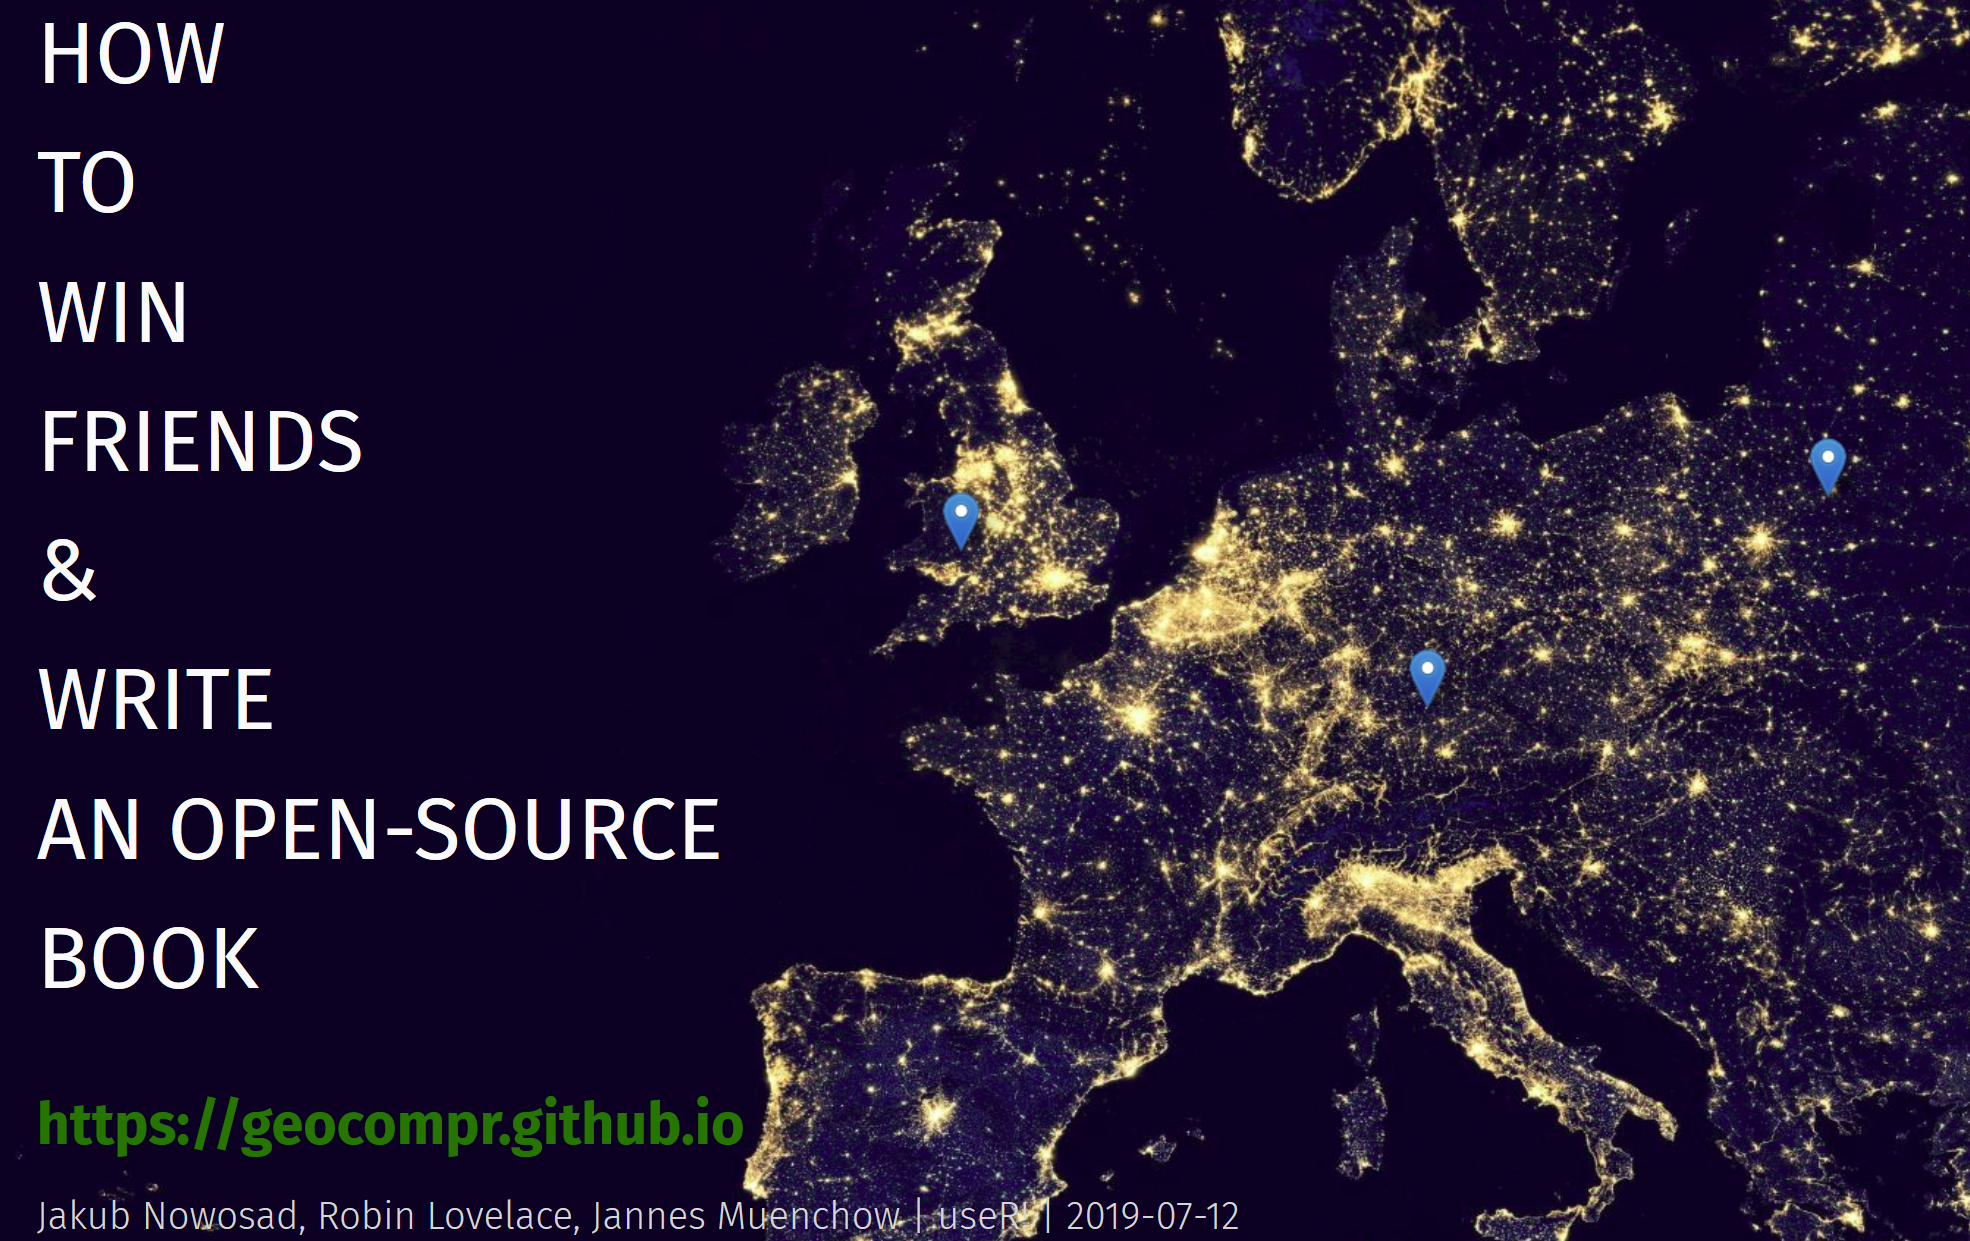 HOW
TO
WIN
FRIENDS
&
WRITE
AN OPEN-SOURCE
BOOK
https://geocompr.github.io
Jakub Nowosad, Robin Lovelace, Jannes Muenchow | useR! | 2019-07-12